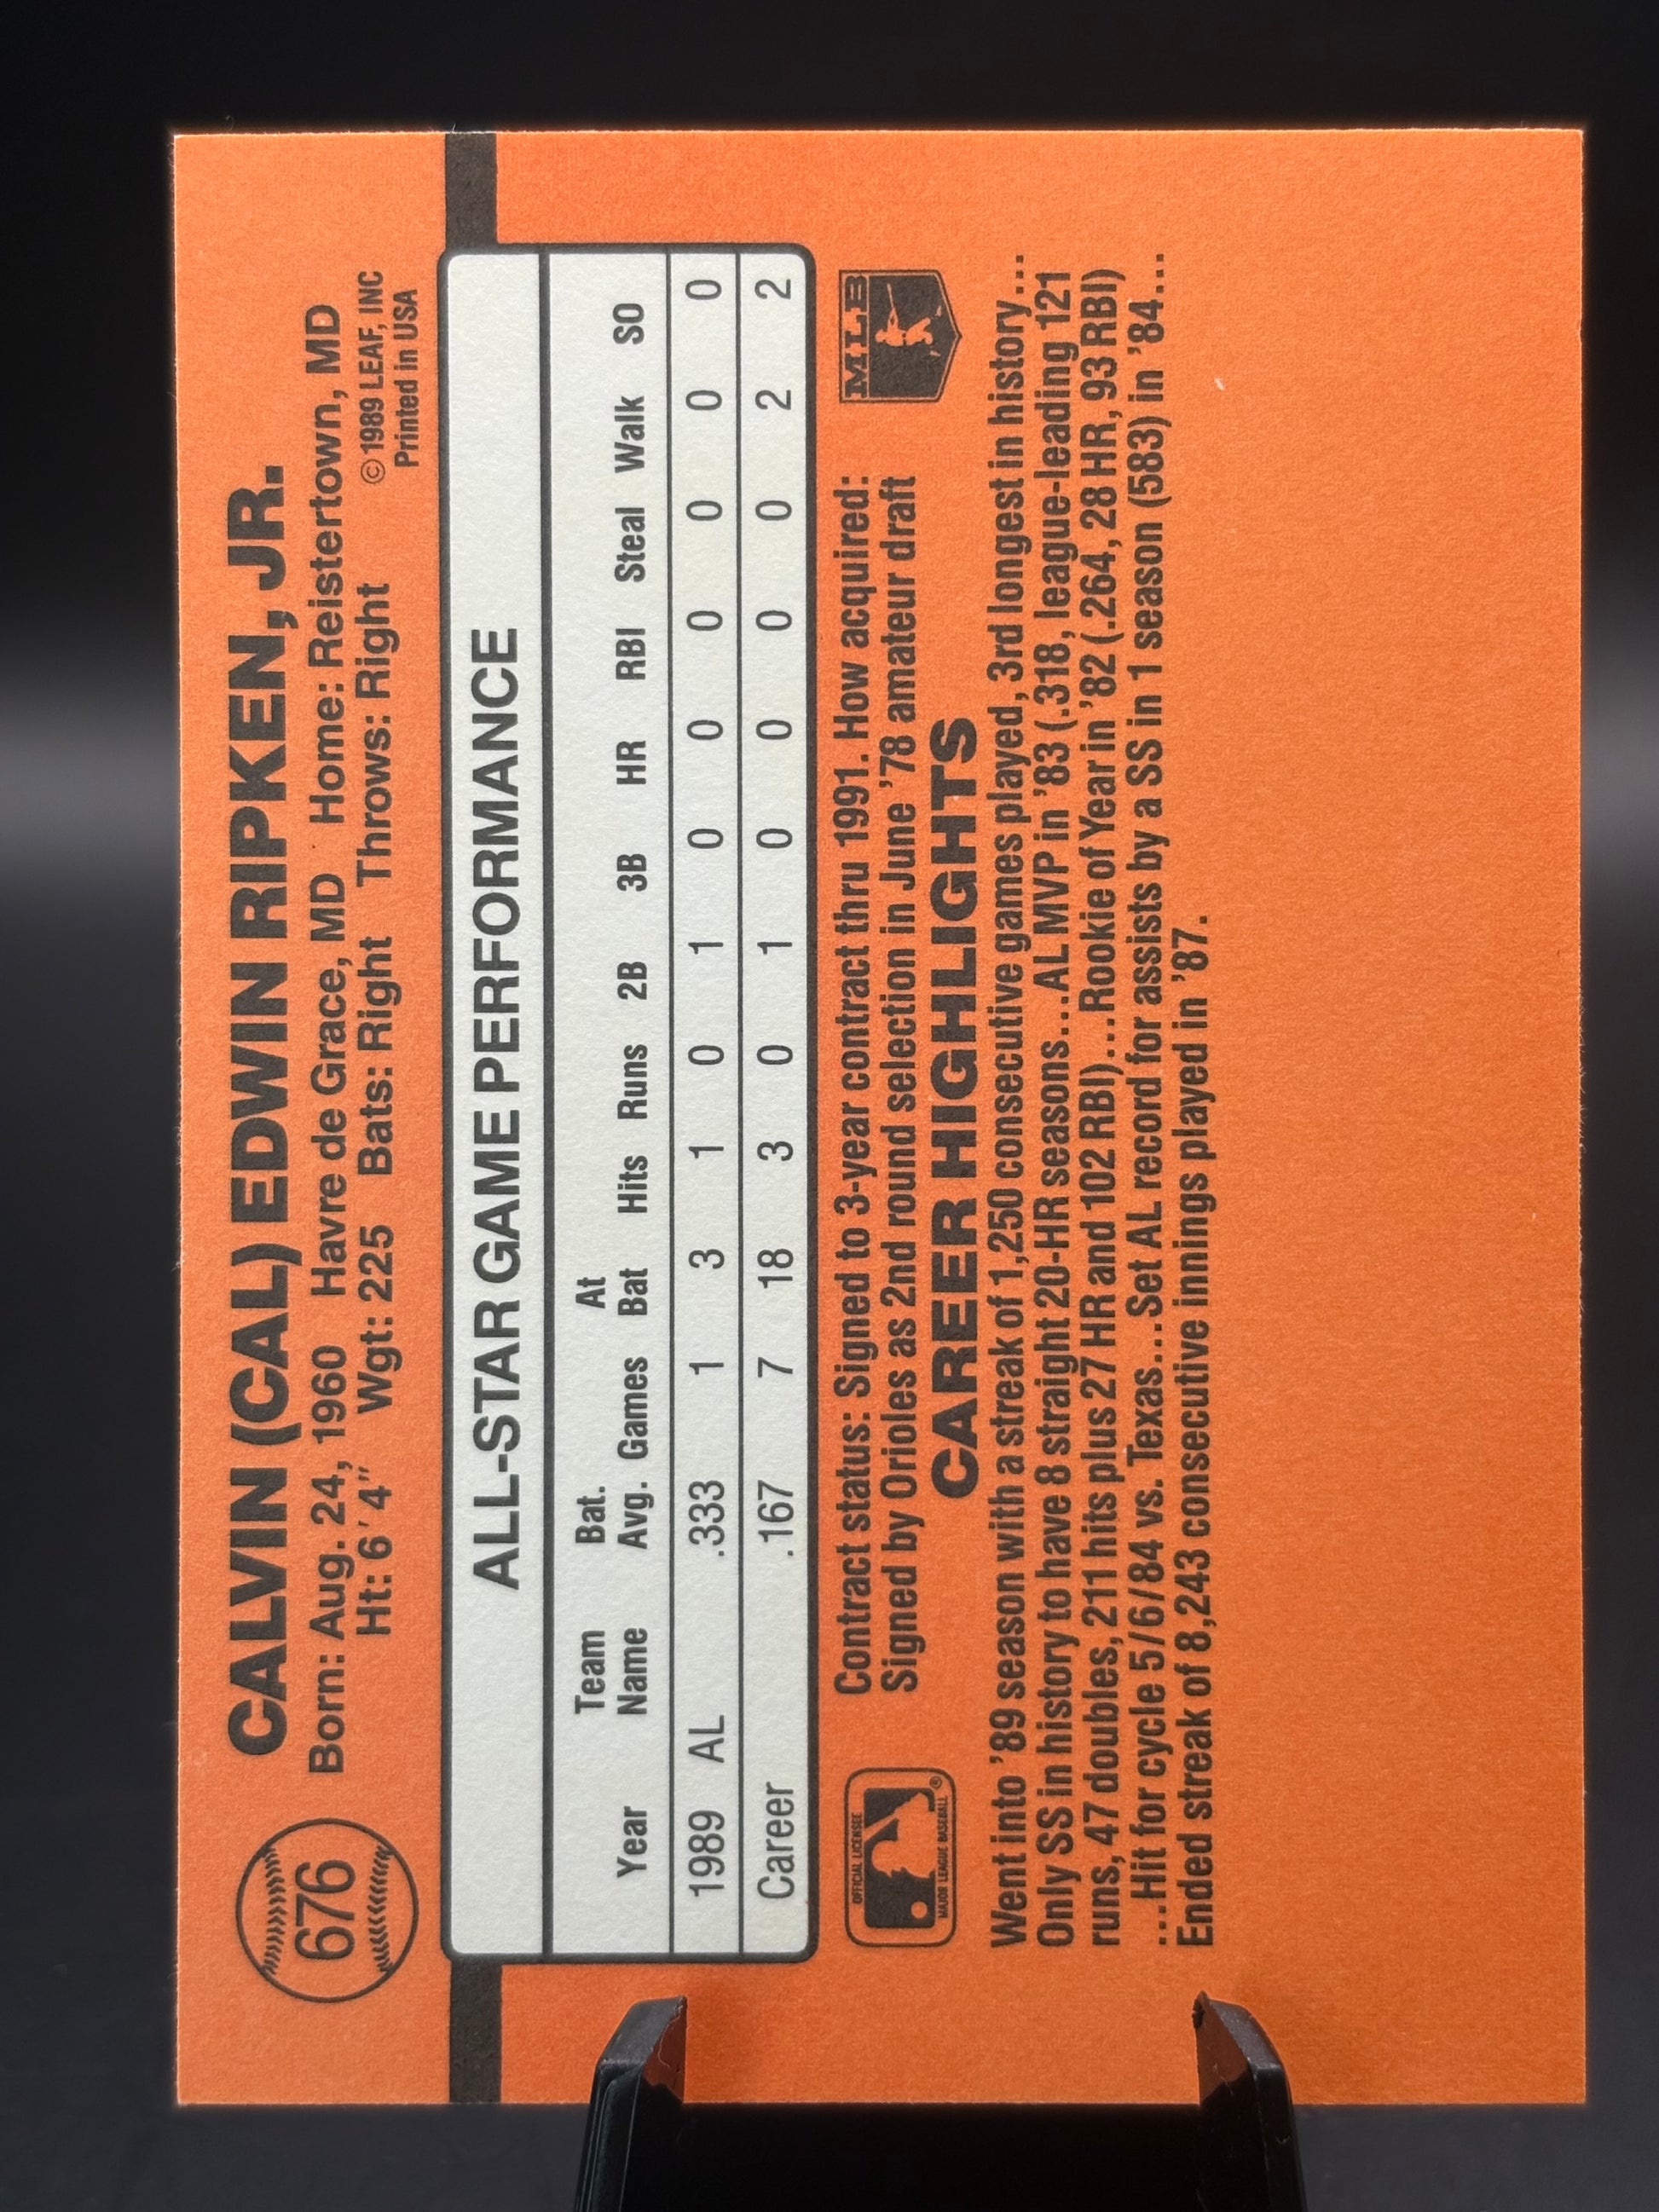 676
CALVIN (CAL) EDWIN RIPKEN, JR.
Born: Aug. 24, 1960 Havre de Grace, MD Home: Reistertown, MD
Ht: 6'4" Wgt: 225 Bats: Right Throws: Right
© 1989 LEAF, INC
Printed in USA
ALL-STAR GAME PERFORMANCE
Year Team Name Bat. Avg. Games At Bat Hits Runs 2B 3B HR RBI Steal Walk SO
1989 AL .333 1 3 1 0 1 0 0 0 0 0 0
Career .167 7 18 3 0 1 0 0 0 0 2 2
OFFICIAL LICENSEE
MAJOR LEAGUE BASEBALL ®
Contract status: Signed to 3-year contract thru 1991. How acquired:
Signed by Orioles as 2nd round selection in June '78 amateur draft
MLB
CAREER HIGHLIGHTS
Went into '89 season with a streak of 1,250 consecutive games played, 3rd longest in history...
Only SS in history to have 8 straight 20-HR seasons...AL MVP in '83 (.318, league-leading 121
runs, 47 doubles, 211 hits plus 27 HR and 102 RBI)...Rookie of Year in '82 (.264, 28 HR, 93 RBI)
...Hit for cycle 5/6/84 vs. Texas...Set AL record for assists by a SS in 1 season (583) in '84...
Ended streak of 8,243 consecutive innings played in '87.